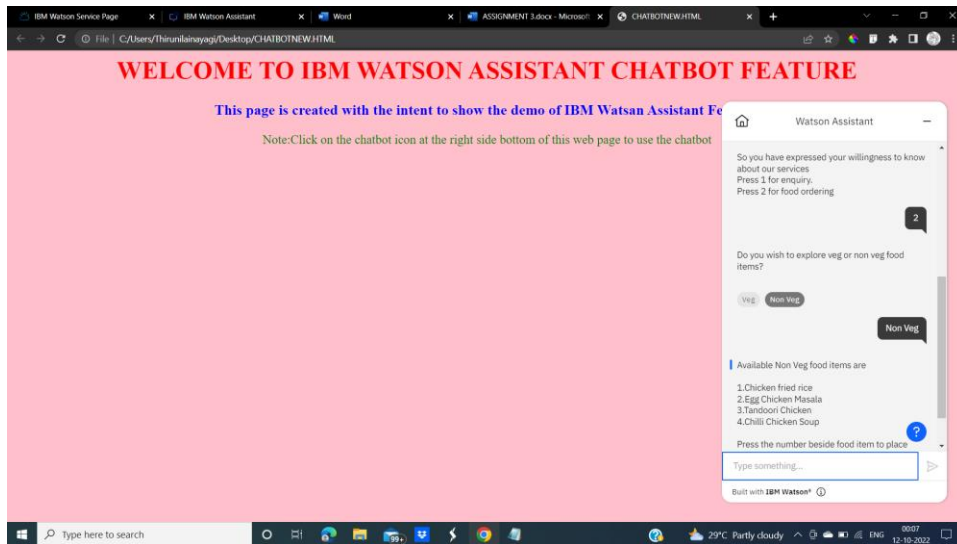 IBM Watson Service Page
IBM Watson Assistant
Word
ASSIGNMENT 3.docx - Microsoft
CHATBOTNEW.HTML
File | C:/Users/Thirunilainayagi/Desktop/CHATBOTNEW.HTML
WELCOME TO IBM WATSON ASSISTANT CHATBOT FEATURE
This page is created with the intent to show the demo of IBM Watsan Assistant Fe
Note:Click on the chatbot icon at the right side bottom of this web page to use the chatbot
Watson Assistant
So you have expressed your willingness to know
about our services
Press 1 for enquiry.
Press 2 for food ordering
2
Do you wish to explore veg or non veg food
items?
Veg Non Veg
Non Veg
Available Non Veg food items are
1.Chicken fried rice
2.Egg Chicken Masala
3.Tandoori Chicken
4.Chilli Chicken Soup
?
Press the number beside food item to place
Type something...
Built with IBM Watson®
Type here to search
99+
29°C Partly cloudy
ENG
00:07
12-10-2022